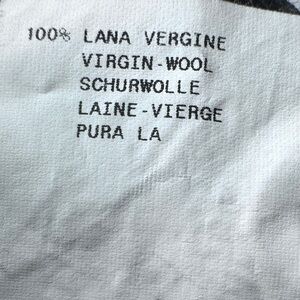 100% LANA VERGINE
VIRGIN-WOOL
SCHURWOLLE
LAINE-VIERGE
PURA LA